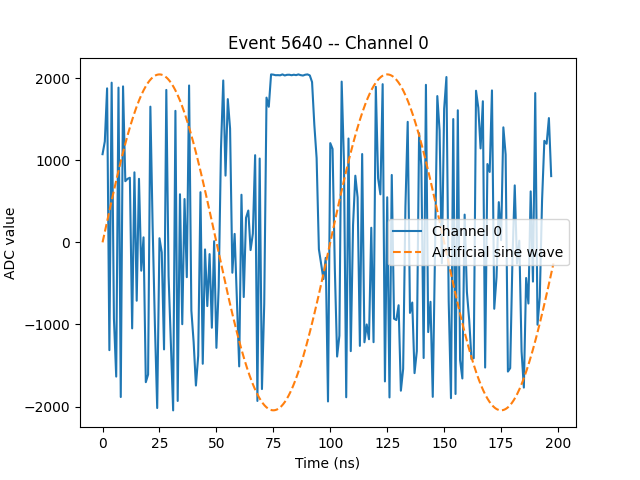 Event 5640 -- Channel 0
ADC value
2000
1000
0
−1000
−2000
Channel 0
Artificial sine wave
0
25
50
75
100
125
150
175
200
Time (ns)